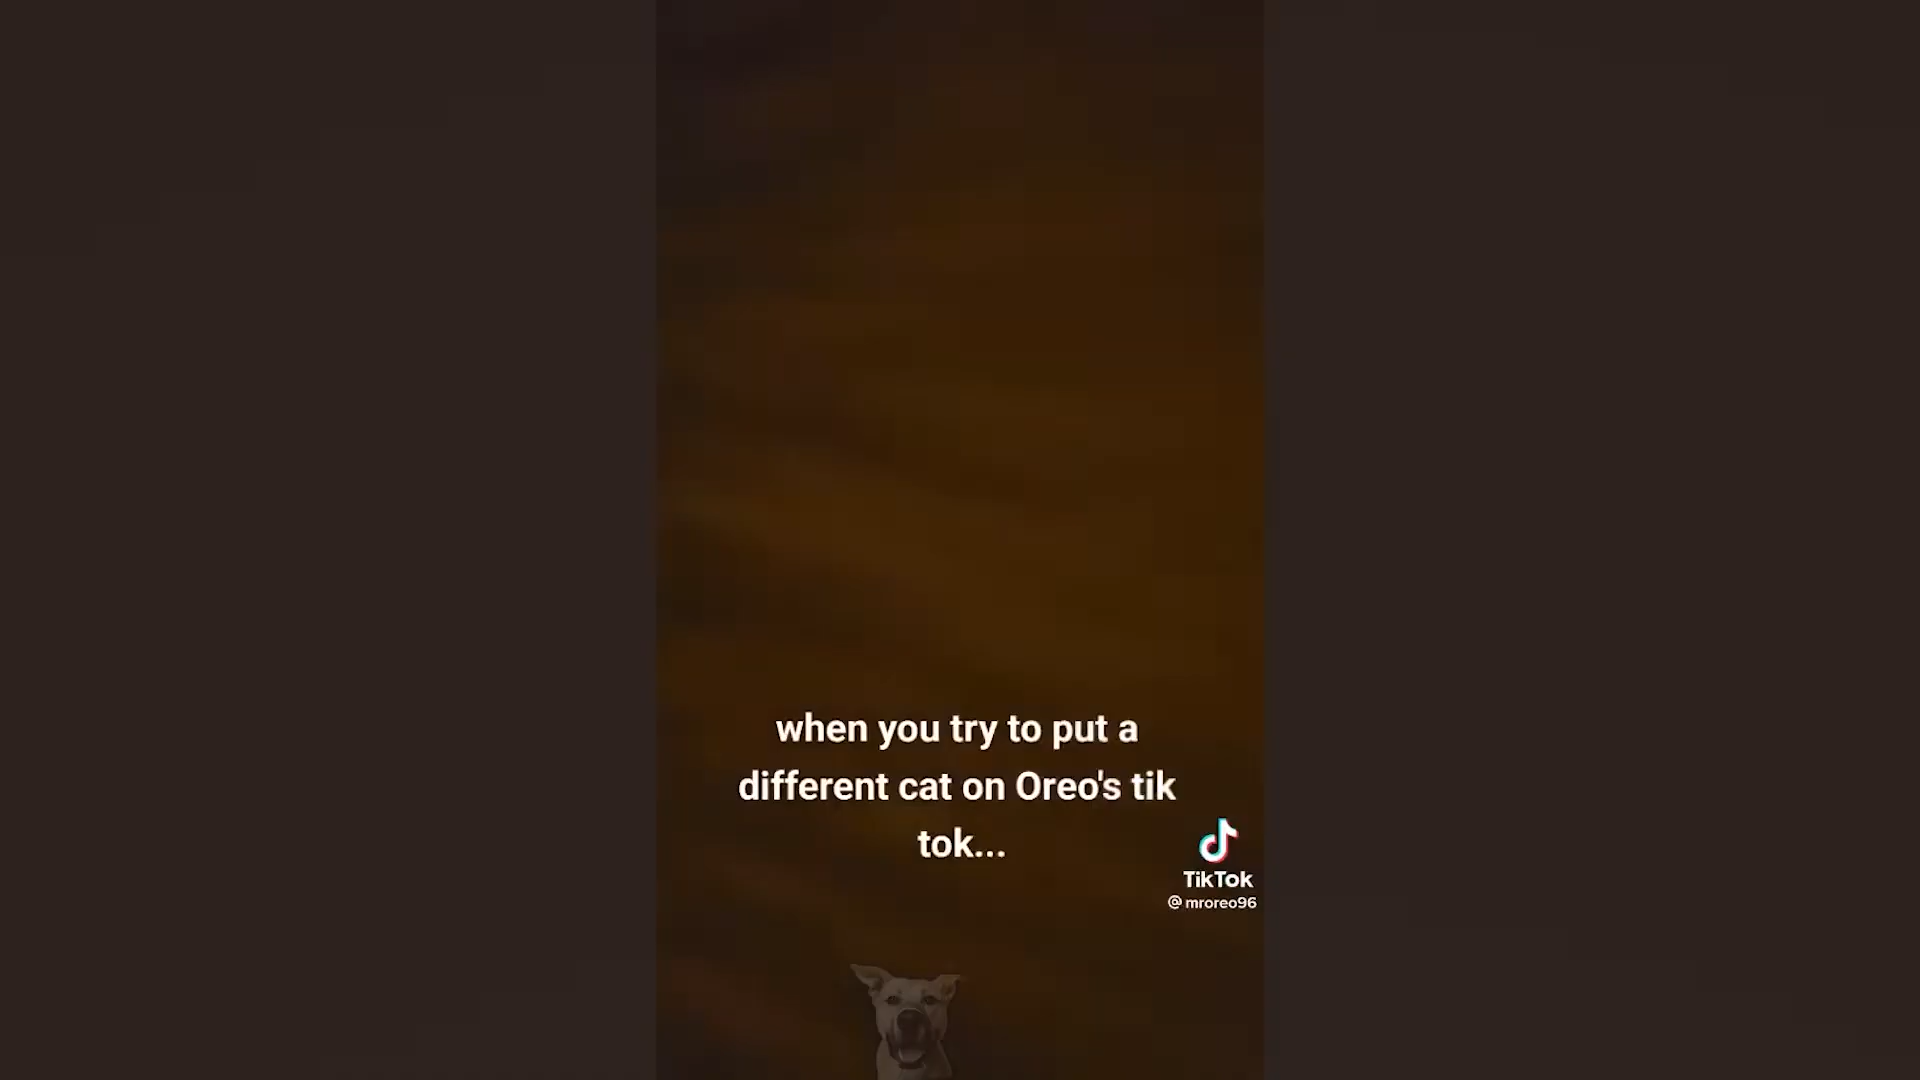 when you try to put a
different cat on Oreo's tik
tok...
TikTok
@mroreo96